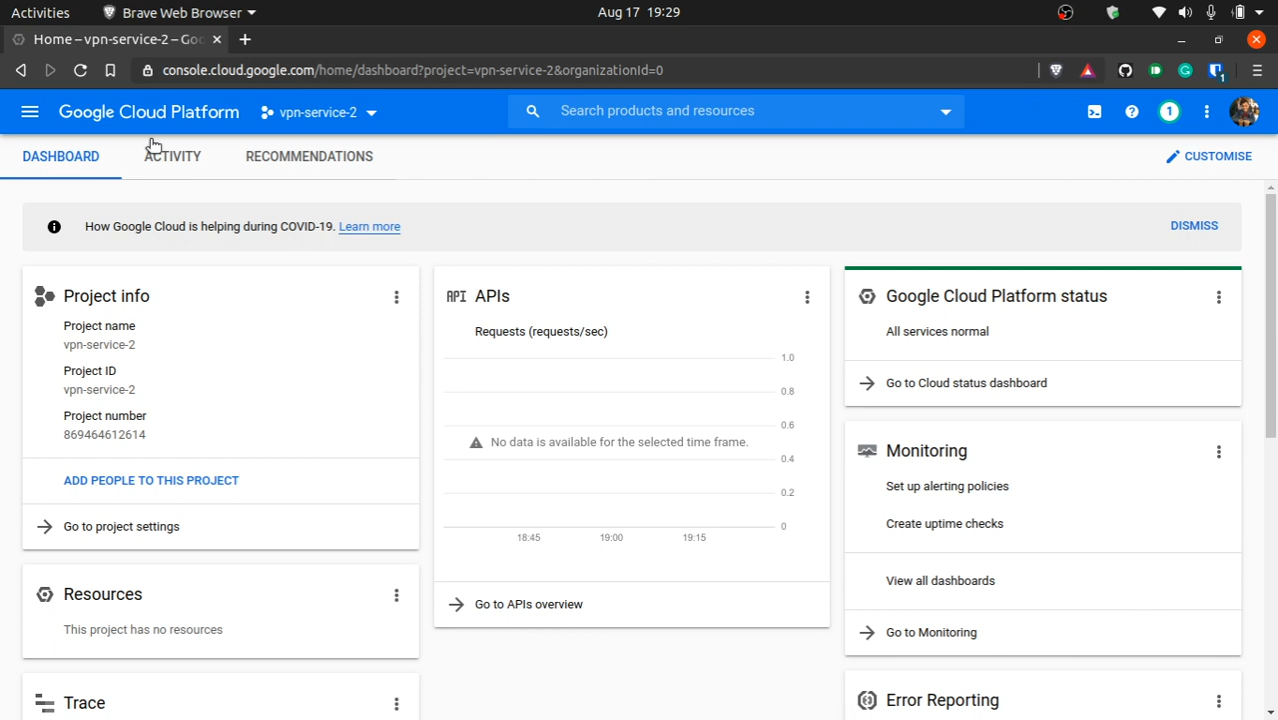 Activities
Brave Web Browser
Aug 17 19:29
Home – vpn-service-2 – Goo
console.cloud.google.com/home/dashboard?project=vpn-service-2&organizationId=0
1
Google Cloud Platform
vpn-service-2
Search products and resources
1
DASHBOARD
ACTIVITY
RECOMMENDATIONS
CUSTOMISE
How Google Cloud is helping during COVID-19. Learn more
DISMISS
Project info
Project name
vpn-service-2
Project ID
vpn-service-2
Project number
869464612614
ADD PEOPLE TO THIS PROJECT
Go to project settings
Resources
This project has no resources
Trace
API APIs
Requests (requests/sec)
1.0
0.8
0.6
No data is available for the selected time frame.
0.4
0.2
0
18:45
19:00
19:15
Go to APIs overview
Google Cloud Platform status
All services normal
Go to Cloud status dashboard
Monitoring
Set up alerting policies
Create uptime checks
View all dashboards
Go to Monitoring
Error Reporting